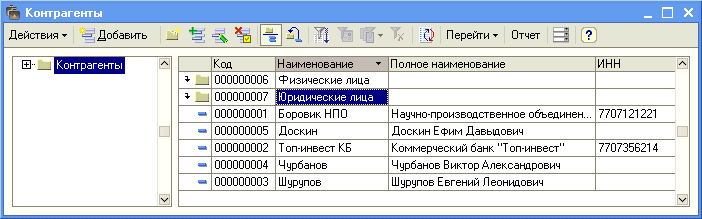 Контрагенты
Действия Добавить Перейти Отчет ?
Контрагенты
Код Наименование Полное наименование ИНН
000000006 Физические лица
000000007 Юридические лица
000000001 Боровик НПО Научно-производственное объединен... 7707121221
000000005 Доскин Доскин Ефим Давыдович
000000002 Топ-инвест КБ Коммерческий банк "Топ-инвест" 7707356214
000000004 Чурбанов Чурбанов Виктор Александрович
000000003 Шурупов Шурупов Евгений Леонидович